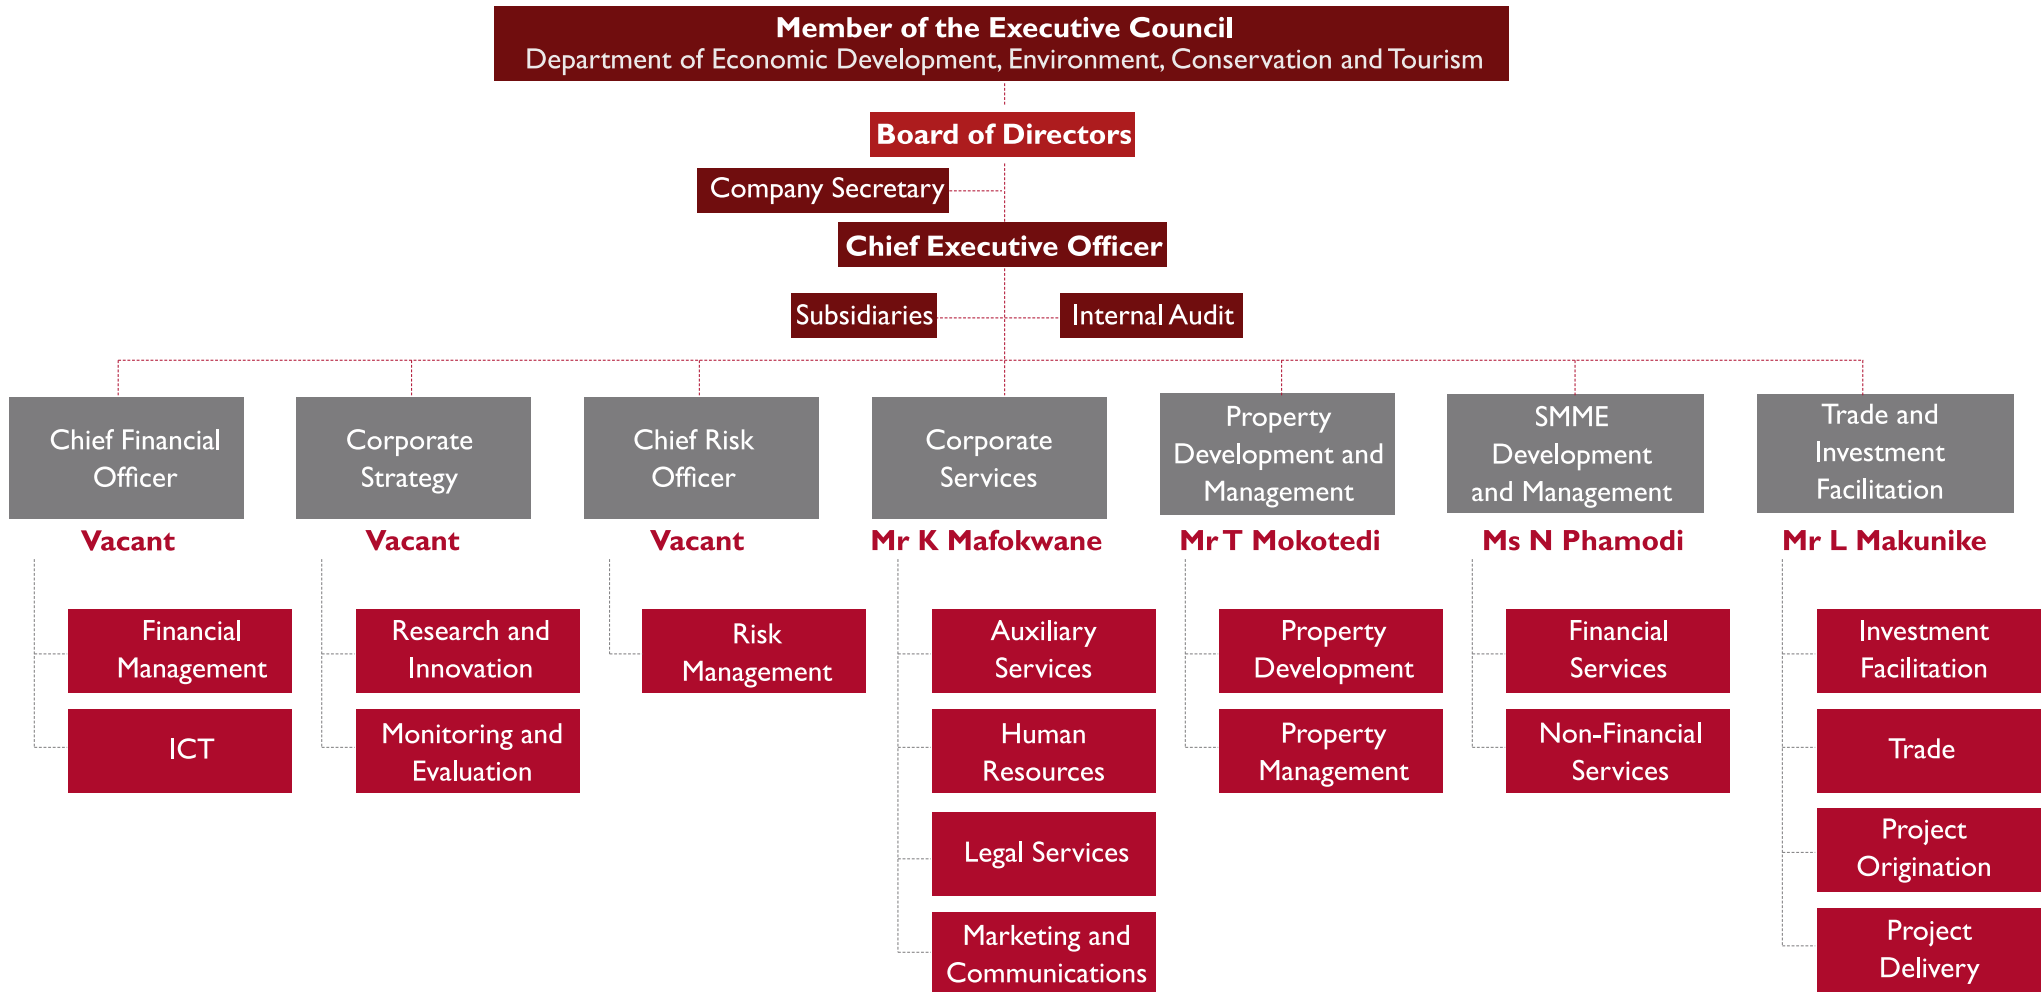 Member of the Executive Council
Department of Economic Development, Environment, Conservation and Tourism
Board of Directors
Company Secretary
Chief Executive Officer
Subsidiaries
Internal Audit
Chief Financial
Officer
Vacant
Financial
Management
ICT
Corporate
Strategy
Vacant
Research and
Innovation
Monitoring and
Evaluation
Chief Risk
Officer
Vacant
Risk
Management
Corporate
Services
Mr K Mafokwane
Auxiliary
Services
Human
Resources
Legal Services
Marketing and
Communications
Property
Development and
Management
Mr T Mokotedi
Property
Development
Property
Management
SMME
Development
and Management
Ms N Phamodi
Financial
Services
Non-Financial
Services
Trade and
Investment
Facilitation
Mr L Makunike
Investment
Facilitation
Trade
Project
Origination
Project
Delivery